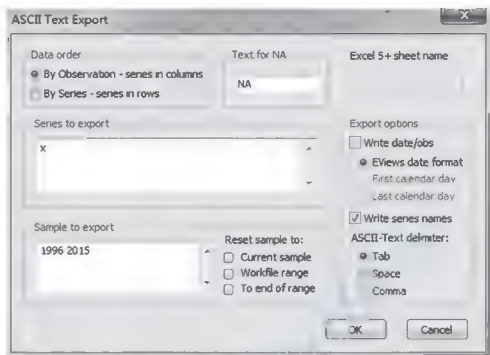 ASCII Text Export
Data order
By Observation - series in columns
By Series - series in rows
Text for NA
NA
Excel 5+ sheet name
Series to export
x
Export options
Write date/obs
EViews date format
First calendar day
Last calendar day
Write series names
ASCII-Text delimiter:
Tab
Space
Comma
Sample to export
1996 2015
Reset sample to:
Current sample
Workfile range
To end of range
OK
Cancel